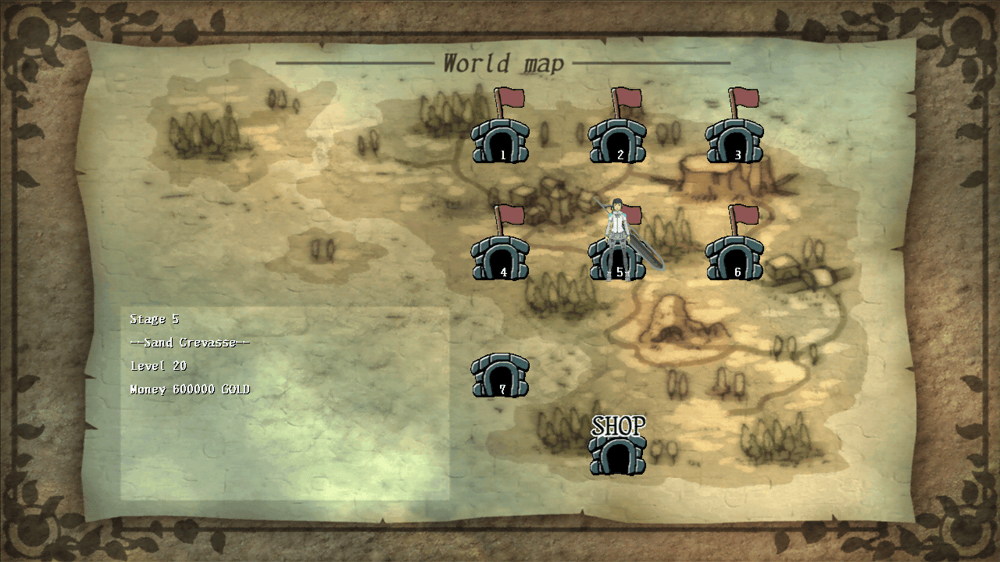 World map
1
2
3
4
5
6
Stage 5
--Sand Crevasse--
Level 20
Money 600000 GOLD
7
SHOP